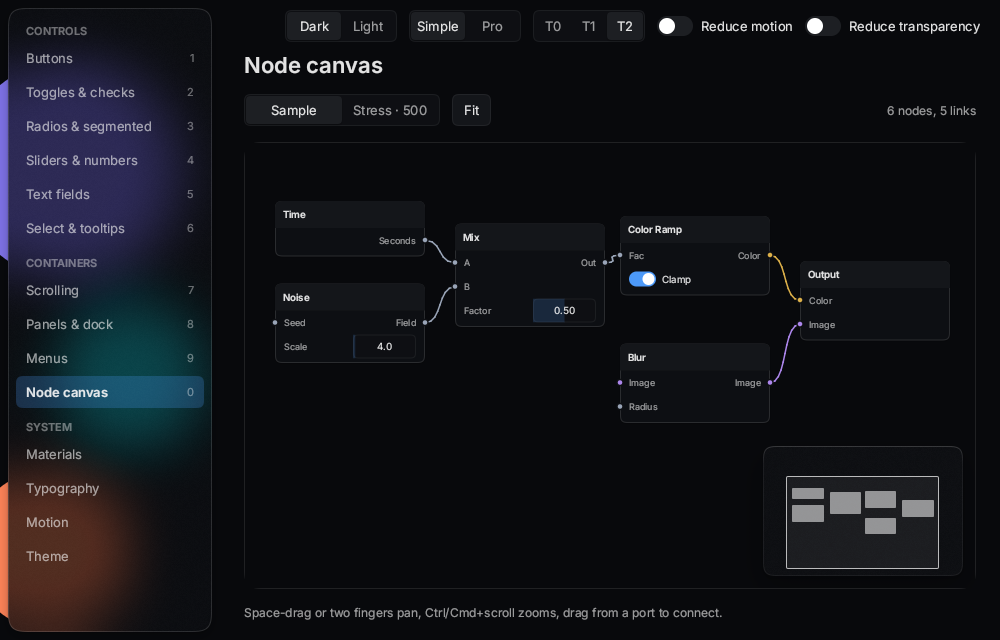 Dark
Light
Simple
Pro
T0
T1
T2
Reduce motion
Reduce transparency
CONTROLS
Buttons 1
Toggles & checks 2
Radios & segmented 3
Sliders & numbers 4
Text fields 5
Select & tooltips 6
CONTAINERS
Scrolling 7
Panels & dock 8
Menus 9
Node canvas 0
SYSTEM
Materials
Typography
Motion
Theme
Node canvas
Sample
Stress · 500
Fit
6 nodes, 5 links
Time
Seconds
Noise
Seed Field
Scale 4.0
Mix
A Out
B
Factor 0.50
Color Ramp
Fac Color
Clamp
Blur
Image Image
Radius
Output
Color
Image
Space-drag or two fingers pan, Ctrl/Cmd+scroll zooms, drag from a port to connect.